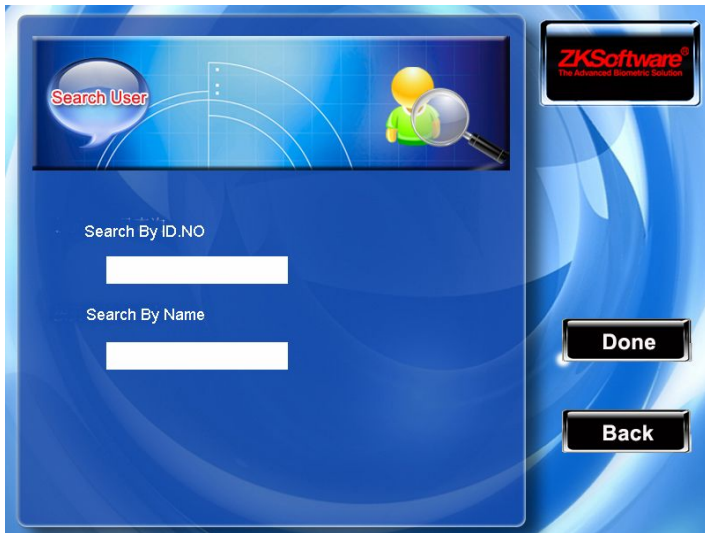 Search User
ZKSoftware®
The Advanced Biometric Solution
Search By ID.NO
Search By Name
Done
Back